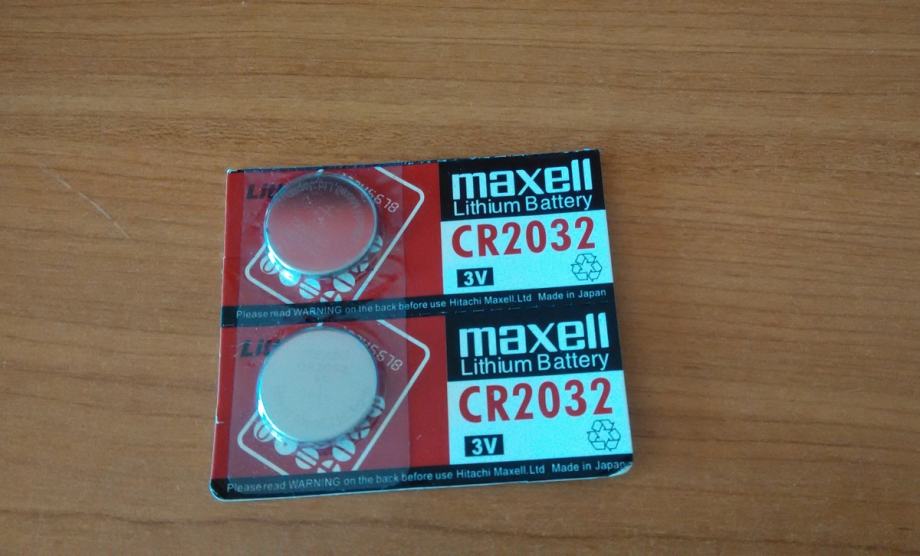 maxell
Lithium Battery
CR2032
3V
Please read WARNING on the back before use Hitachi Maxell.Ltd Made in Japan
maxell
Lithium Battery
CR2032
3V
Please read WARNING on the back before use Hitachi Maxell.Ltd Made in Japan